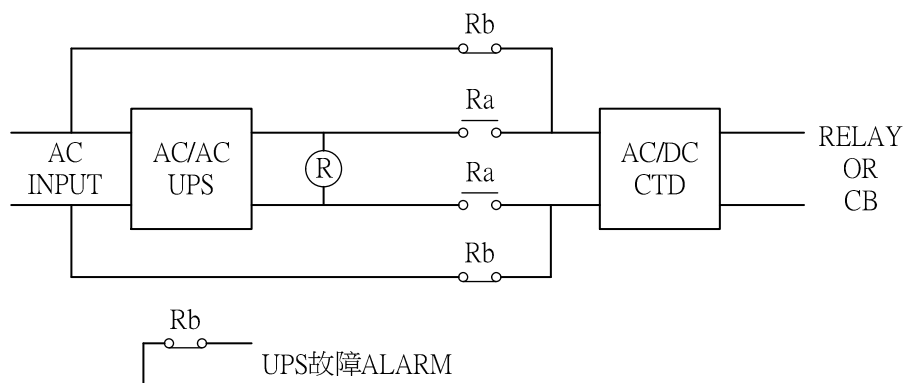 Rb
Ra
AC
INPUT
AC/AC
UPS
R
Ra
AC/DC
CTD
RELAY
OR
CB
Rb
Rb
UPS故障ALARM